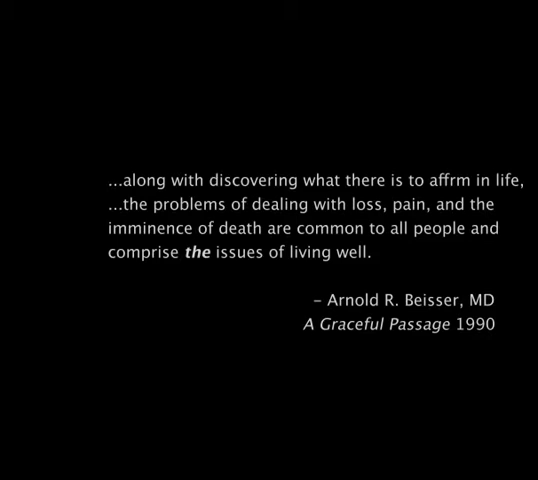 ...along with discovering what there is to affrm in life,
...the problems of dealing with loss, pain, and the
imminence of death are common to all people and
comprise the issues of living well.
– Arnold R. Beisser, MD
A Graceful Passage 1990